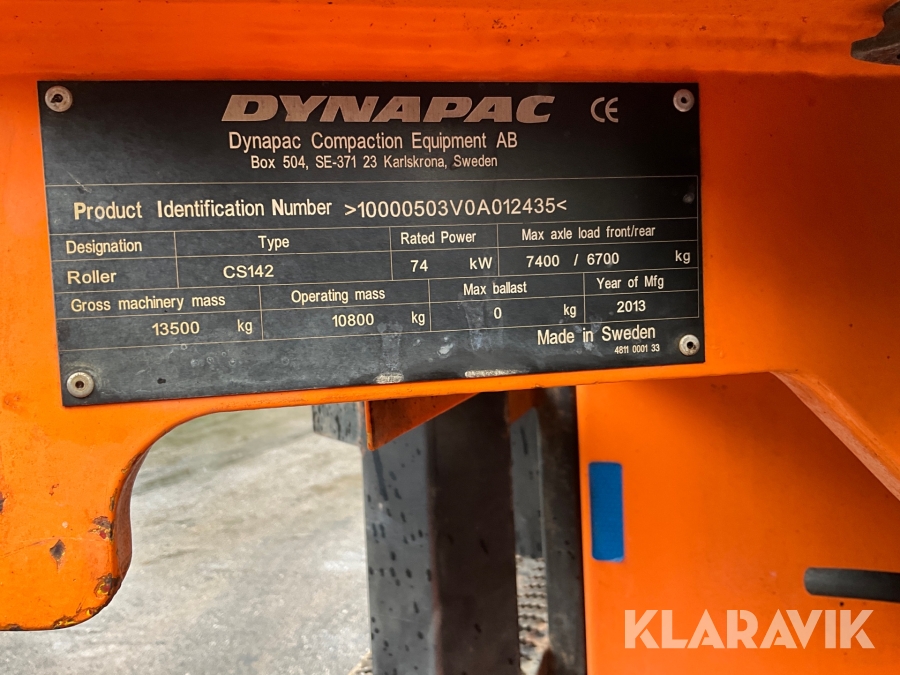 DYNAPAC CE
Dynapac Compaction Equipment AB
Box 504, SE-371 23 Karlskrona, Sweden
Product Identification Number >10000503V0A012435<
Designation Type Rated Power Max axle load front/rear
Roller CS142 74 kW 7400 / 6700 kg
Gross machinery mass Operating mass Max ballast Year of Mfg
13500 kg 10800 kg 0 kg 2013
Made in Sweden
4811 0001 33
KLARAVIK